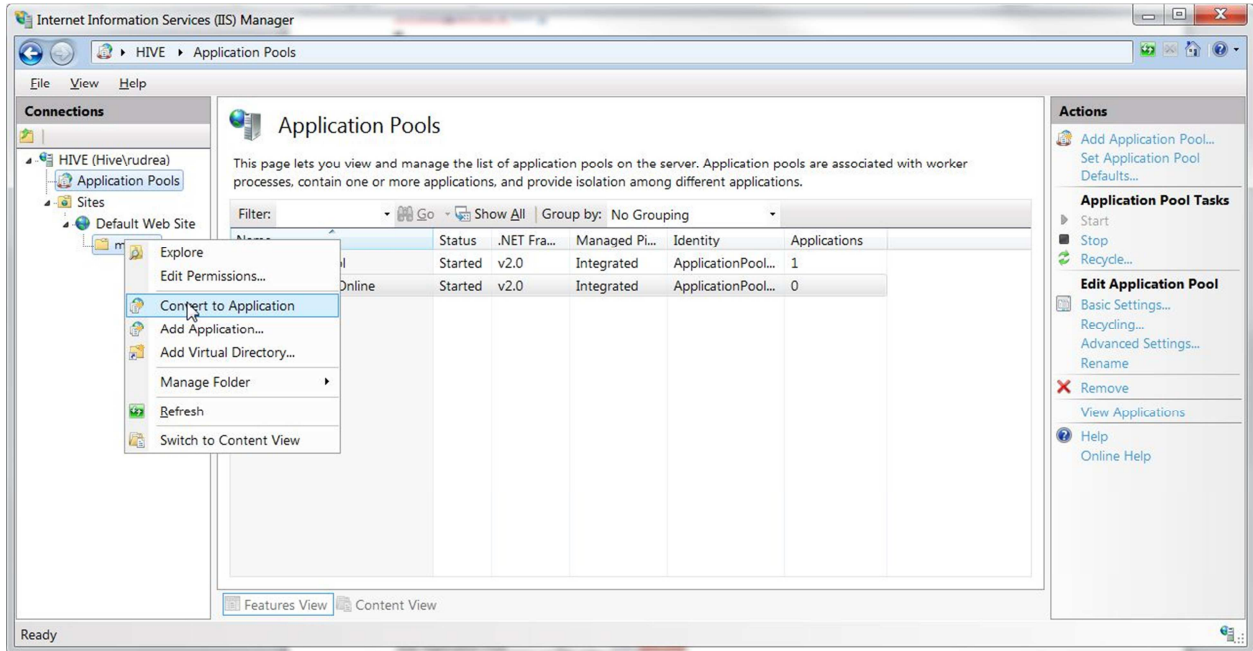 Internet Information Services (IIS) Manager
HIVE Application Pools
File View Help
Connections
HIVE (Hive\rudrea)
Application Pools
Sites
Default Web Site
Explore
Edit Permissions...
Convert to Application
Add Application...
Add Virtual Directory...
Manage Folder
Refresh
Switch to Content View
Application Pools
This page lets you view and manage the list of application pools on the server. Application pools are associated with worker
processes, contain one or more applications, and provide isolation among different applications.
Filter: Go Show All Group by: No Grouping
Name Status .NET Fra... Managed Pi... Identity Applications
Started v2.0 Integrated ApplicationPool... 1
Online Started v2.0 Integrated ApplicationPool... 0
Features View Content View
Actions
Add Application Pool...
Set Application Pool
Defaults...
Application Pool Tasks
Start
Stop
Recycle...
Edit Application Pool
Basic Settings...
Recycling...
Advanced Settings...
Rename
Remove
View Applications
Help
Online Help
Ready